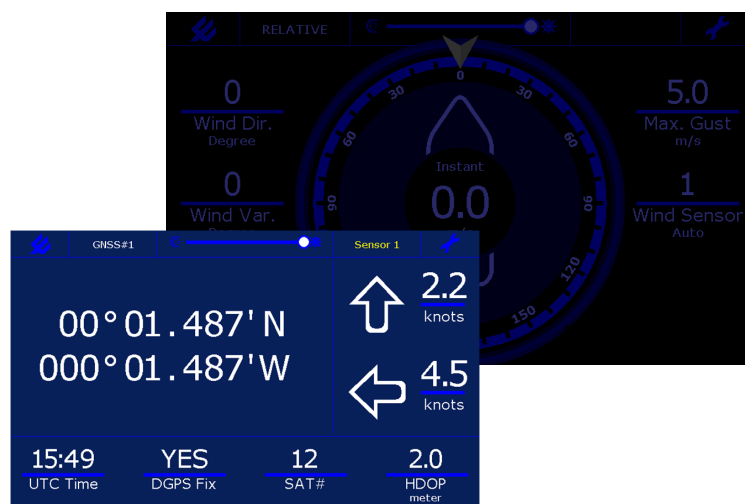 RELATIVE
0
Wind Dir.
Degree
0
Wind Var.
0
30
30
60
60
90
90
120
150
Instant
0.0
5.0
Max. Gust
m/s
1
Wind Sensor
Auto
GNSS#1
Sensor 1
00°01.487'N
000°01.487'W
2.2
knots
4.5
knots
15:49
UTC Time
YES
DGPS Fix
12
SAT#
2.0
HDOP
meter